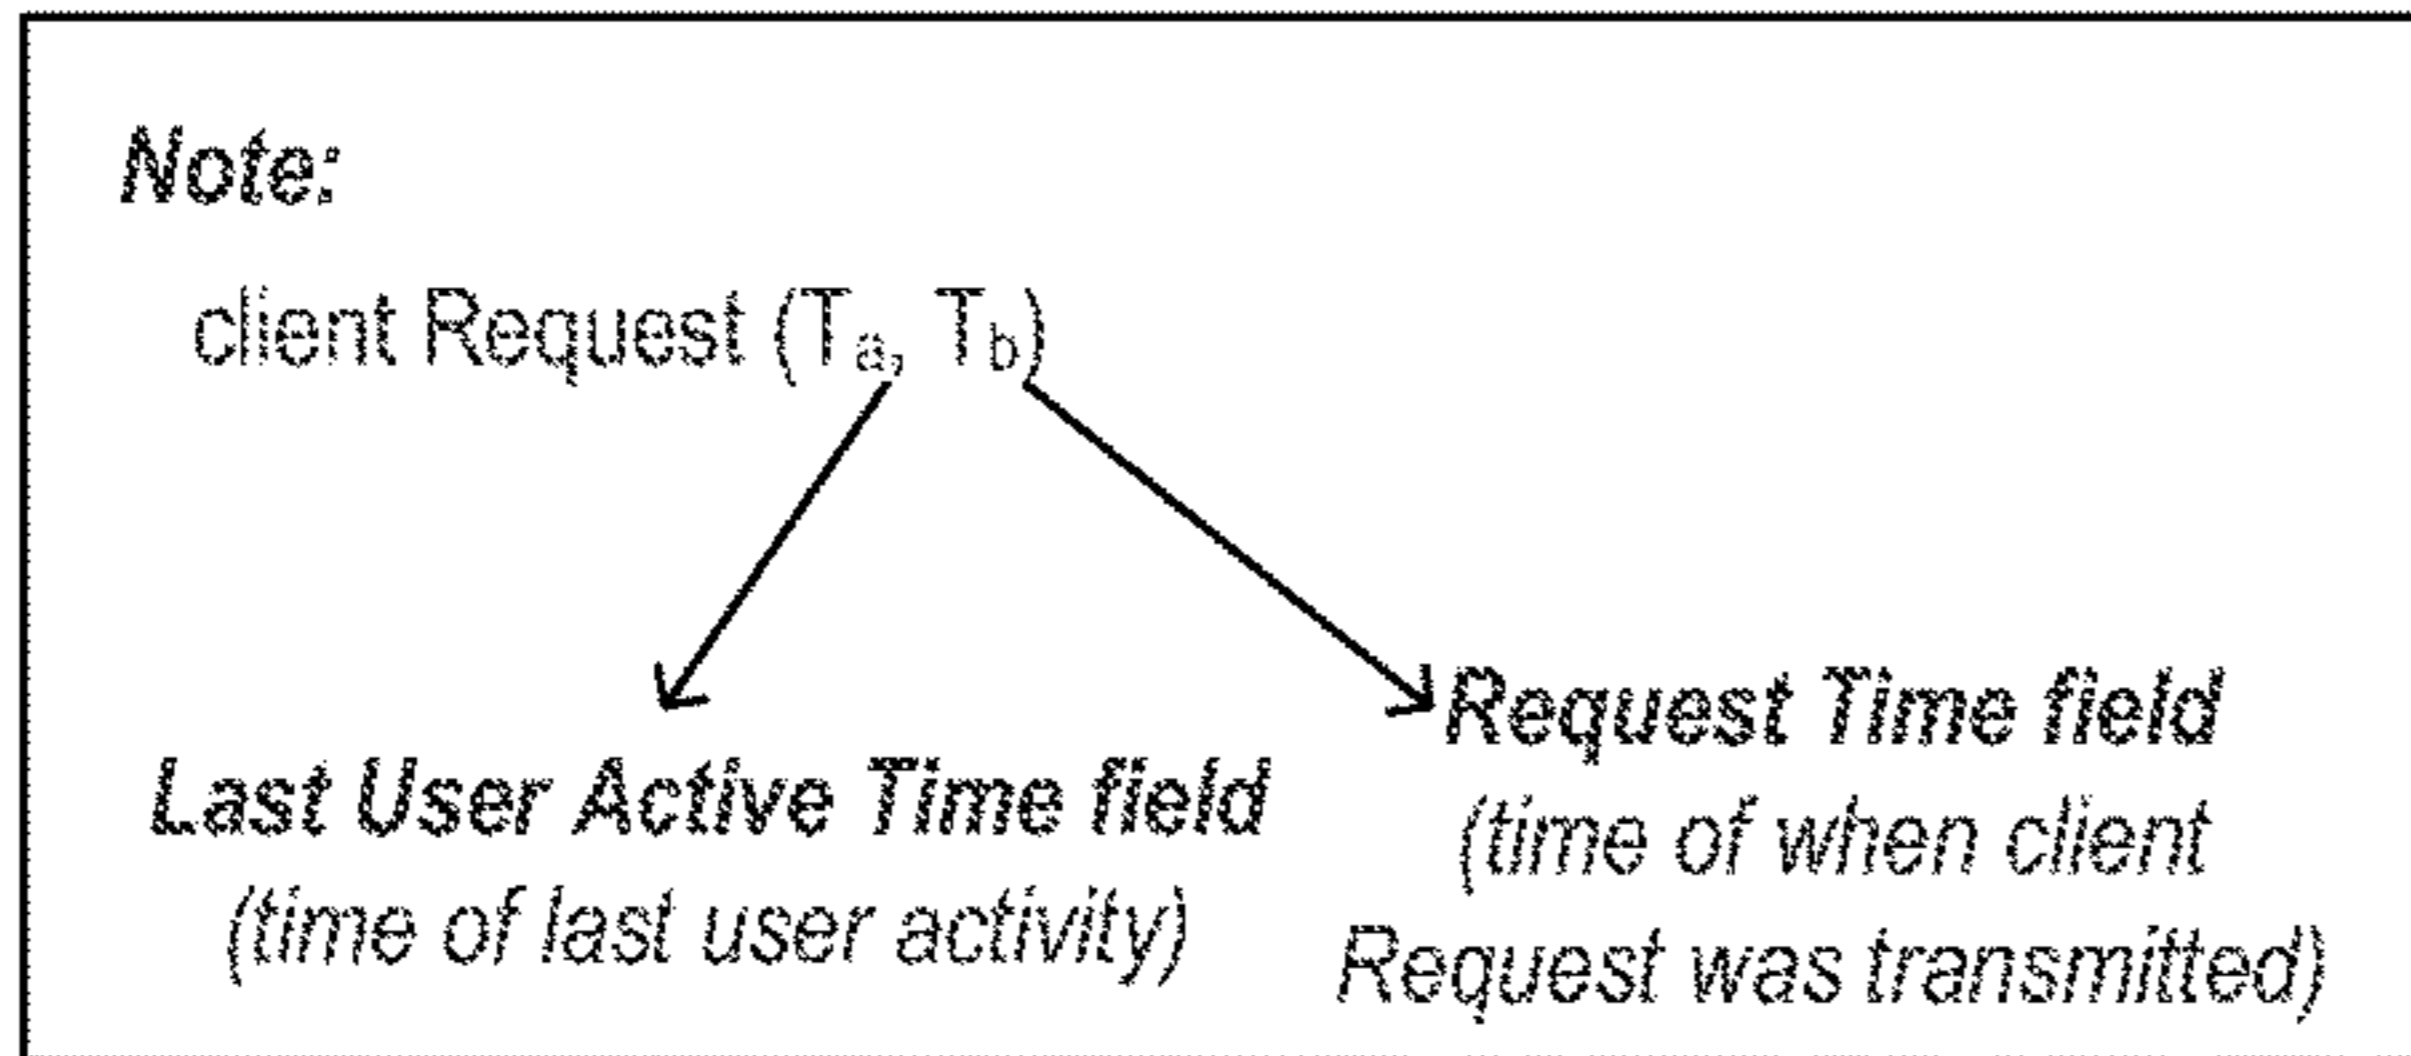 Note:
client Request (Ta, Tb)
Last User Active Time field
(time of last user activity)
Request Time field
(time of when client
Request was transmitted)